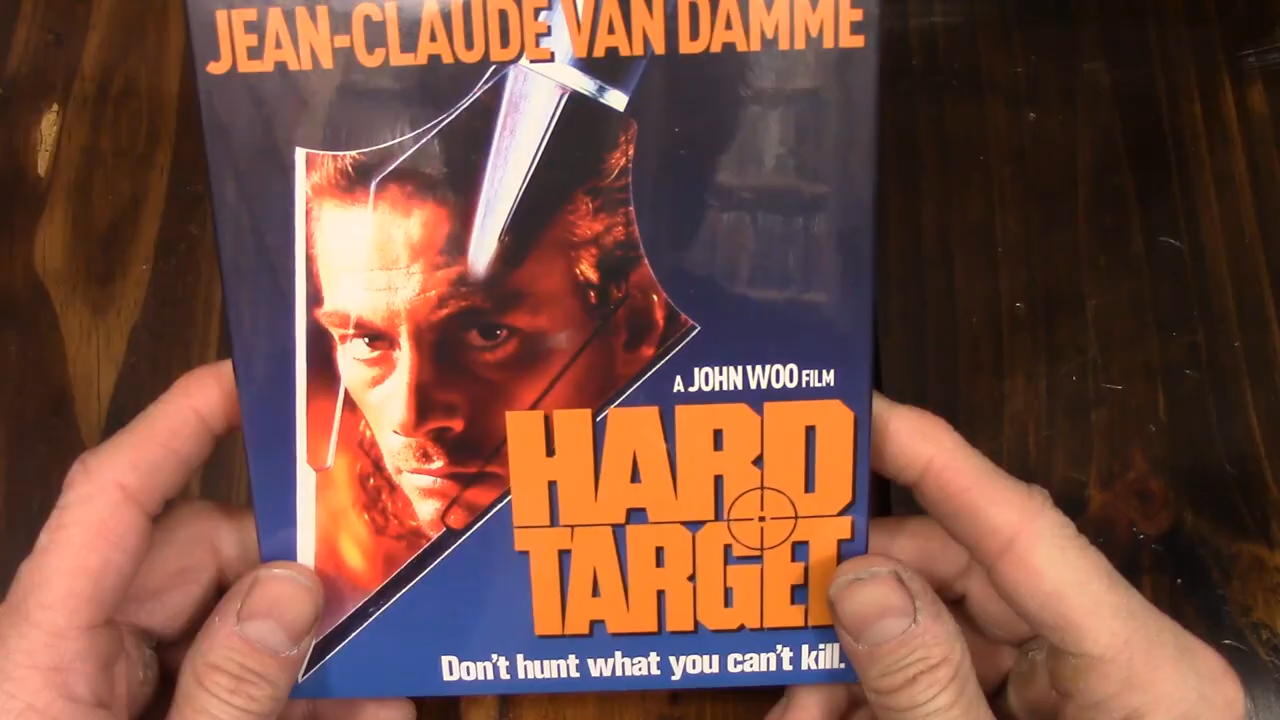 JEAN-CLAUDE VAN DAMME
A JOHN WOO FILM
HARD
TARGET
Don't hunt what you can't kill.